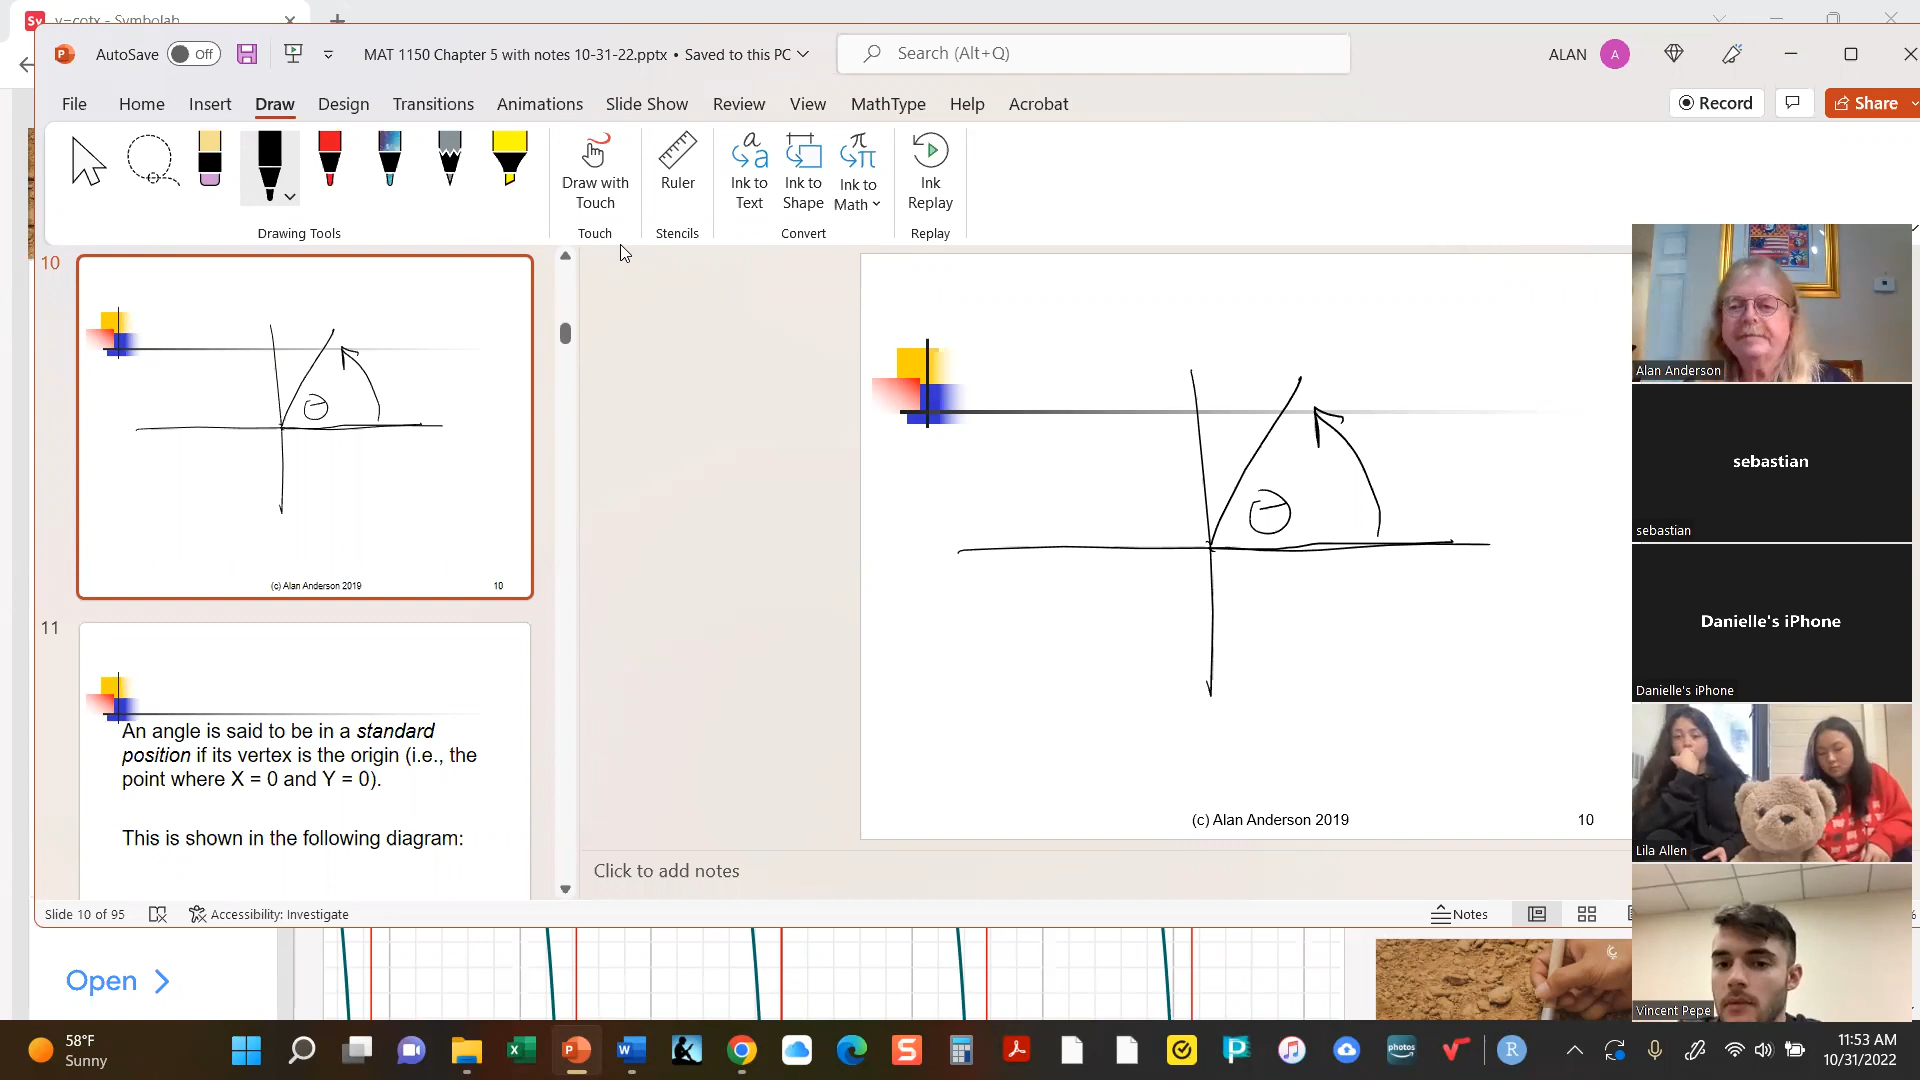 Sv y=cotx - Symbolab
AutoSave Off MAT 1150 Chapter 5 with notes 10-31-22.pptx • Saved to this PC Search (Alt+Q) ALAN A
File Home Insert Draw Design Transitions Animations Slide Show Review View MathType Help Acrobat Record Share
Draw with Touch
Ruler
Ink to Text
Ink to Shape
Ink to Math
Ink Replay
Drawing Tools Touch Stencils Convert Replay
10
Θ
(c) Alan Anderson 2019 10
11
An angle is said to be in a standard
position if its vertex is the origin (i.e., the
point where X = 0 and Y = 0).
This is shown in the following diagram:
Θ
(c) Alan Anderson 2019 10
Click to add notes
Slide 10 of 95 Accessibility: Investigate Notes
Alan Anderson
sebastian
sebastian
Danielle's iPhone
Danielle's iPhone
Lila Allen
Vincent Pepe
Open
58°F
Sunny
photos
R
11:53 AM
10/31/2022